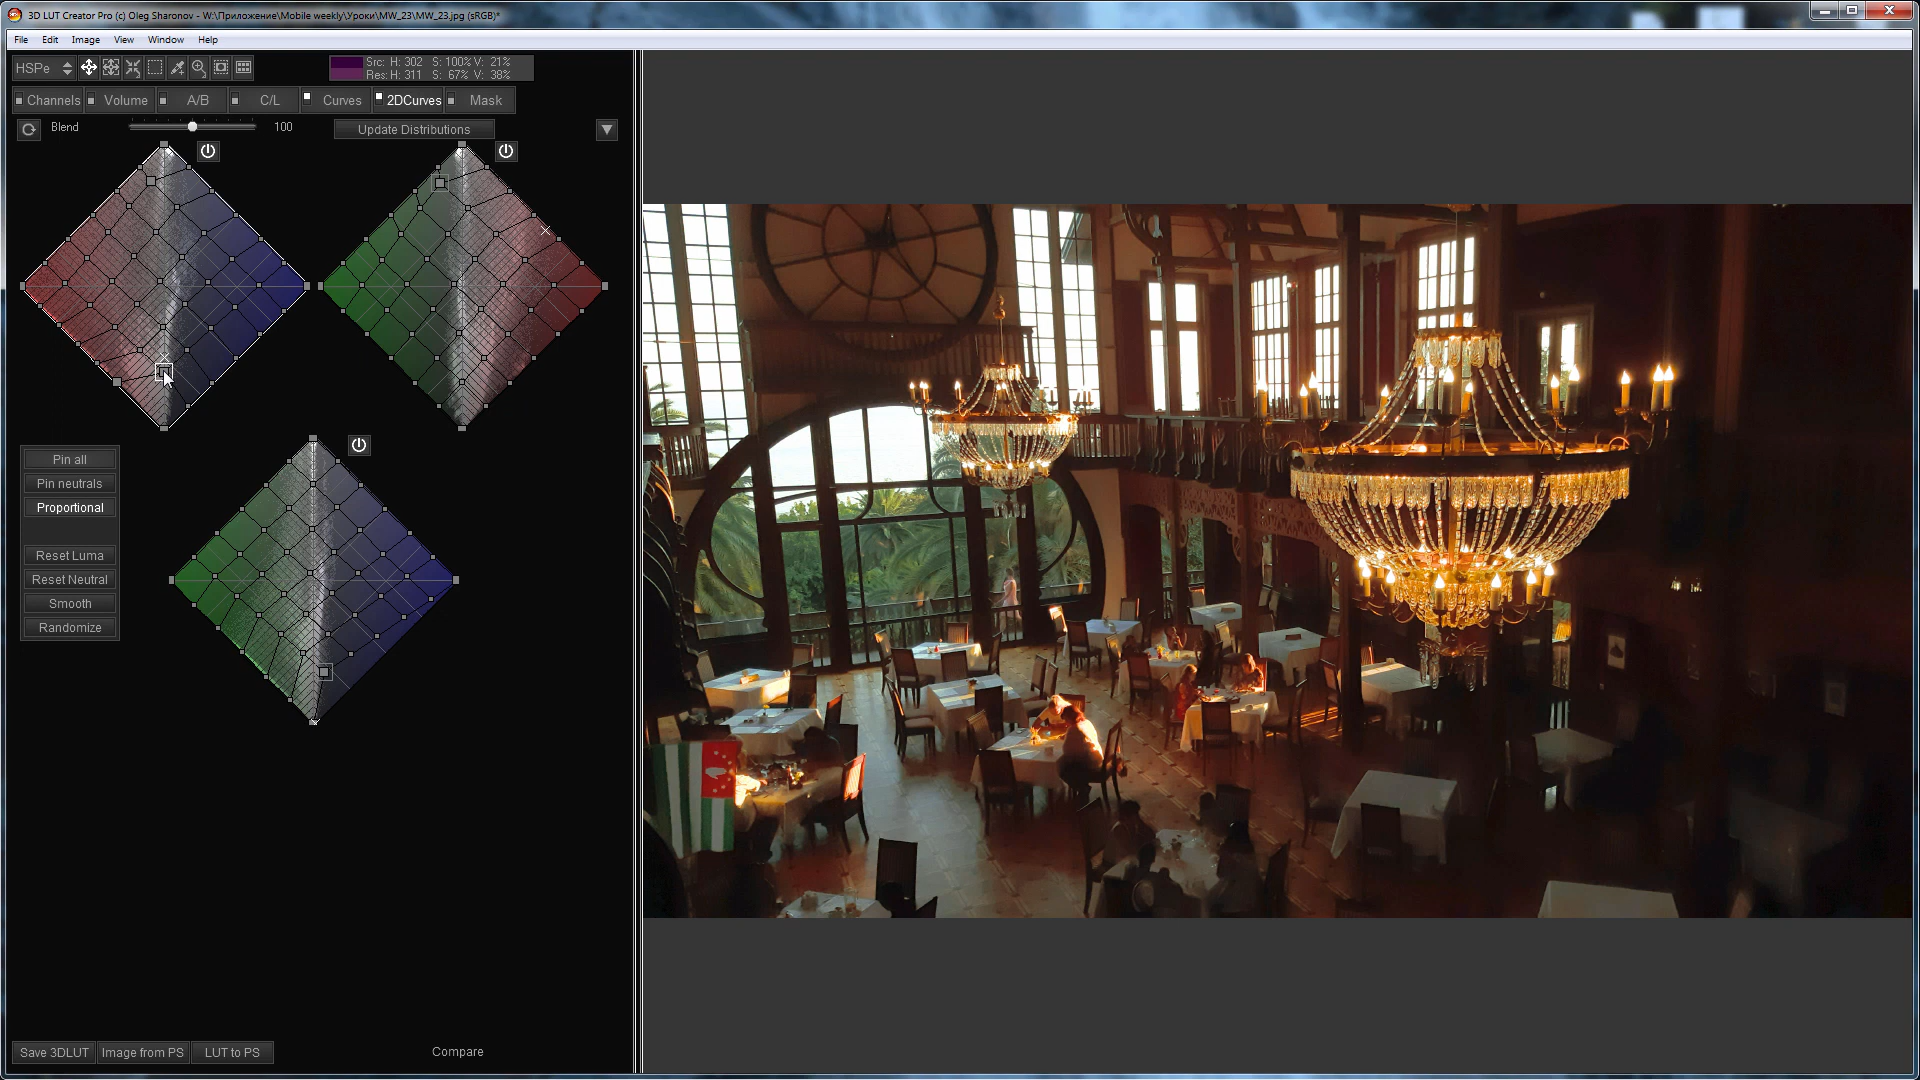 3D LUT Creator Pro (c) Oleg Sharonov - W:\Приложение\Mobile weekly\Уроки\MW_23\MW_23.jpg (sRGB)*
File Edit Image View Window Help
HSPe
Src: H: 302 S: 100% V: 21%
Res: H: 311 S: 67% V: 38%
Channels Volume A/B C/L Curves 2DCurves Mask
Blend 100 Update Distributions
Pin all
Pin neutrals
Proportional
Reset Luma
Reset Neutral
Smooth
Randomize
Save 3DLUT Image from PS LUT to PS Compare